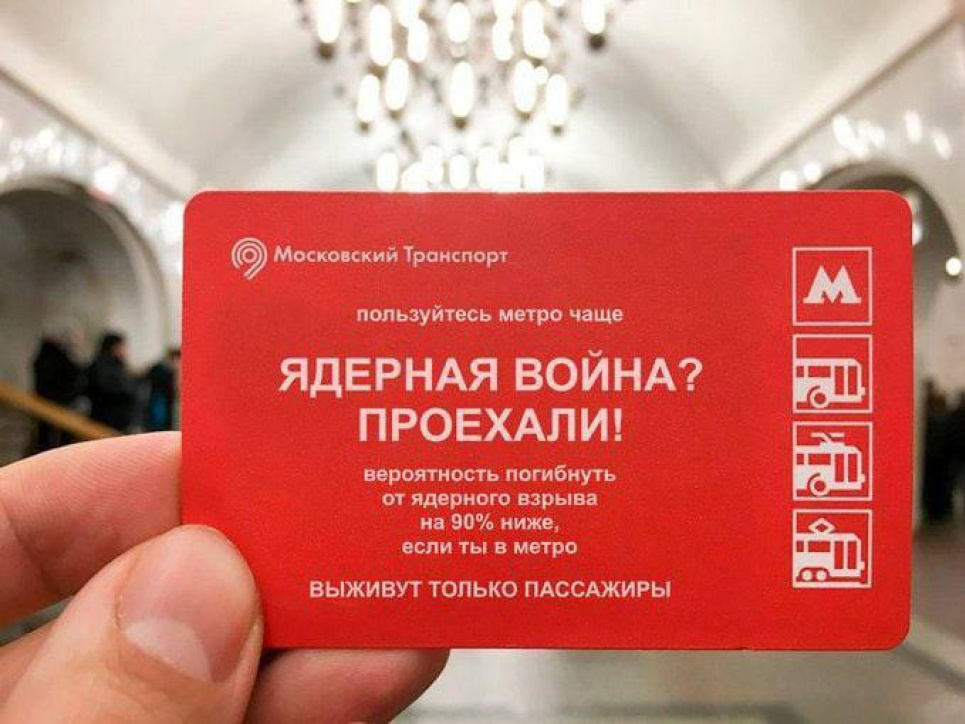 Московский Транспорт
пользуйтесь метро чаще
ЯДЕРНАЯ ВОЙНА?
ПРОЕХАЛИ!
вероятность погибнуть
от ядерного взрыва
на 90% ниже,
если ты в метро
ВЫЖИВУТ ТОЛЬКО ПАССАЖИРЫ
М